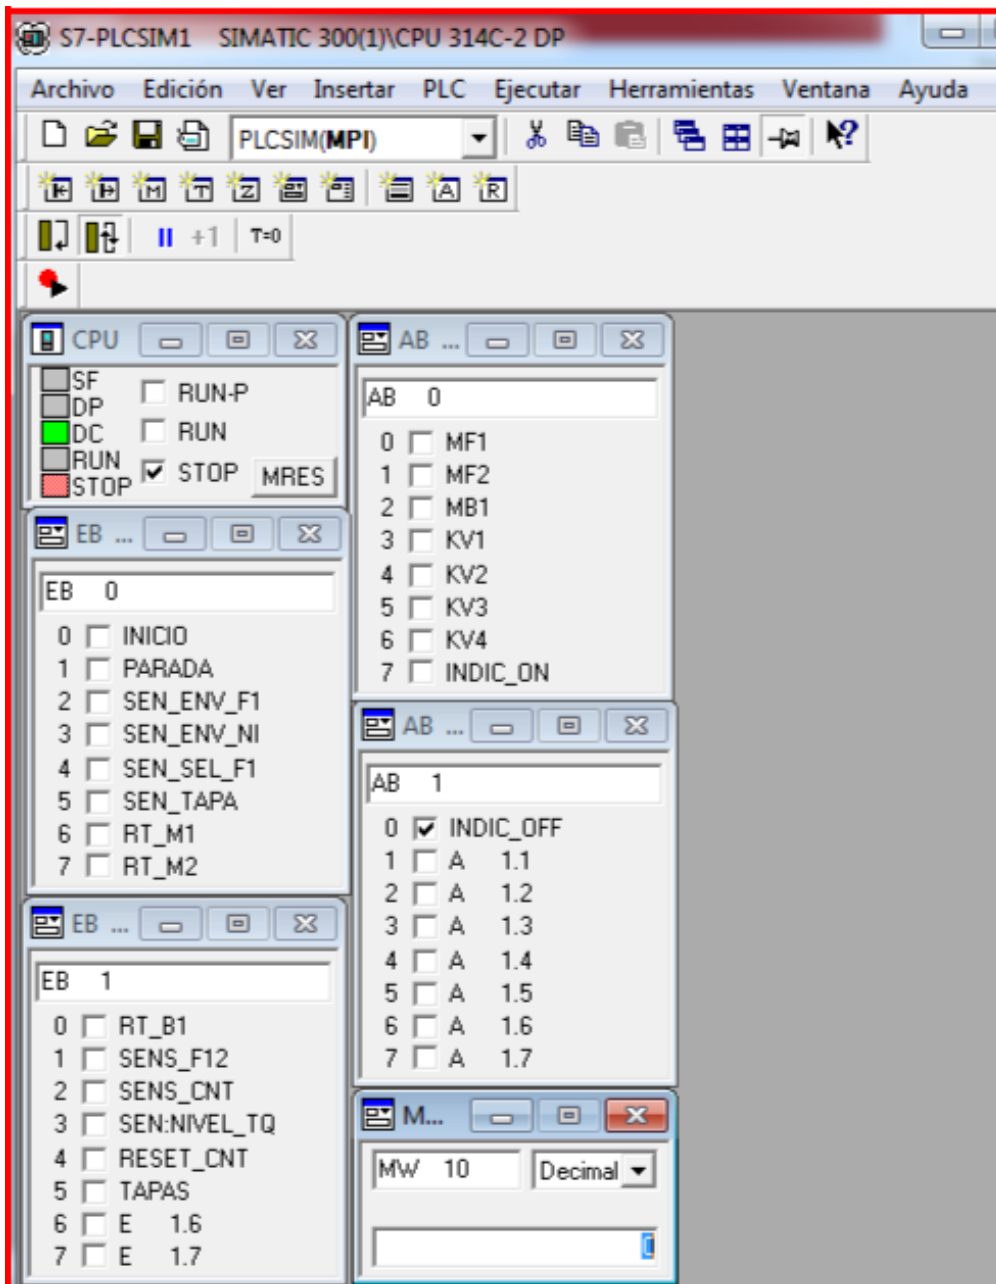 S7-PLCSIM1 SIMATIC 300(1)\CPU 314C-2 DP
Archivo Edición Ver Insertar PLC Ejecutar Herramientas Ventana Ayuda
PLCSIM(MPI)
M T Z A R
+1 T=0
CPU
SF
DP
DC
RUN
STOP
RUN-P
RUN
STOP MRES
EB ...
EB 0
0 INICIO
1 PARADA
2 SEN_ENV_F1
3 SEN_ENV_NI
4 SEN_SEL_F1
5 SEN_TAPA
6 RT_M1
7 RT_M2
EB ...
EB 1
0 RT_B1
1 SENS_F12
2 SENS_CNT
3 SEN:NIVEL_TQ
4 RESET_CNT
5 TAPAS
6 E 1.6
7 E 1.7
AB ...
AB 0
0 MF1
1 MF2
2 MB1
3 KV1
4 KV2
5 KV3
6 KV4
7 INDIC_ON
AB ...
AB 1
0 INDIC_OFF
1 A 1.1
2 A 1.2
3 A 1.3
4 A 1.4
5 A 1.5
6 A 1.6
7 A 1.7
M...
MW 10 Decimal